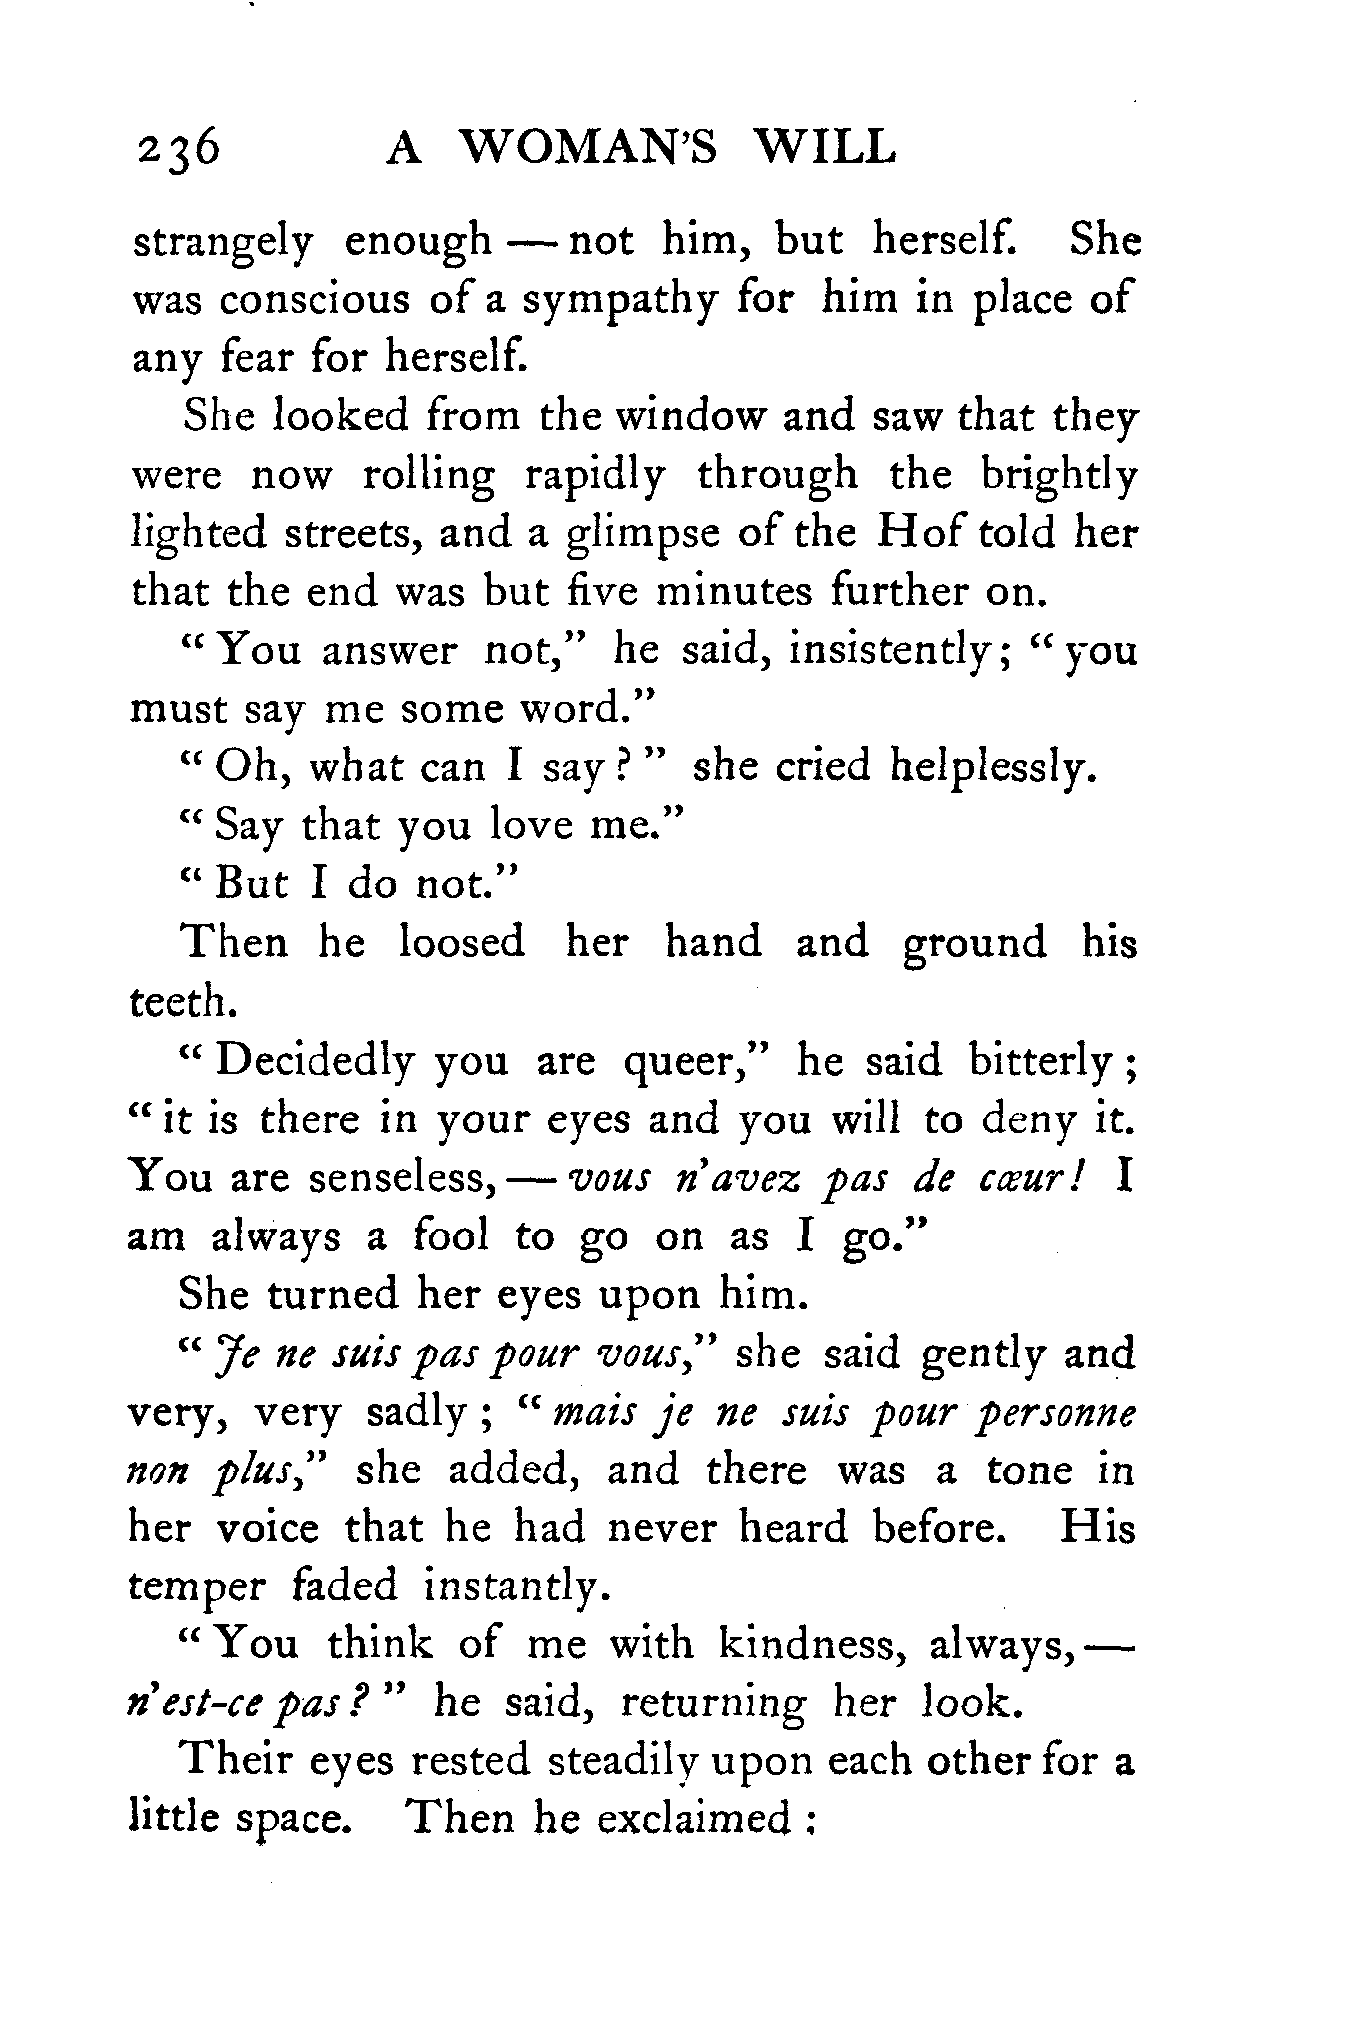 236 A WOMAN'S WILL
strangely enough — not him, but herself. She
was conscious of a sympathy for him in place of
any fear for herself.
She looked from the window and saw that they
were now rolling rapidly through the brightly
lighted streets, and a glimpse of the Hof told her
that the end was but five minutes further on.
“ You answer not,” he said, insistently; “ you
must say me some word.”
“ Oh, what can I say ? ” she cried helplessly.
“ Say that you love me.”
“ But I do not.”
Then he loosed her hand and ground his
teeth.
“ Decidedly you are queer,” he said bitterly ;
“ it is there in your eyes and you will to deny it.
You are senseless, — vous n'avez pas de cœur! I
am always a fool to go on as I go.”
She turned her eyes upon him.
“ Je ne suis pas pour vous,” she said gently and
very, very sadly ; “ mais je ne suis pour personne
non plus,” she added, and there was a tone in
her voice that he had never heard before. His
temper faded instantly.
“ You think of me with kindness, always, —
n'est-ce pas ? ” he said, returning her look.
Their eyes rested steadily upon each other for a
little space. Then he exclaimed :